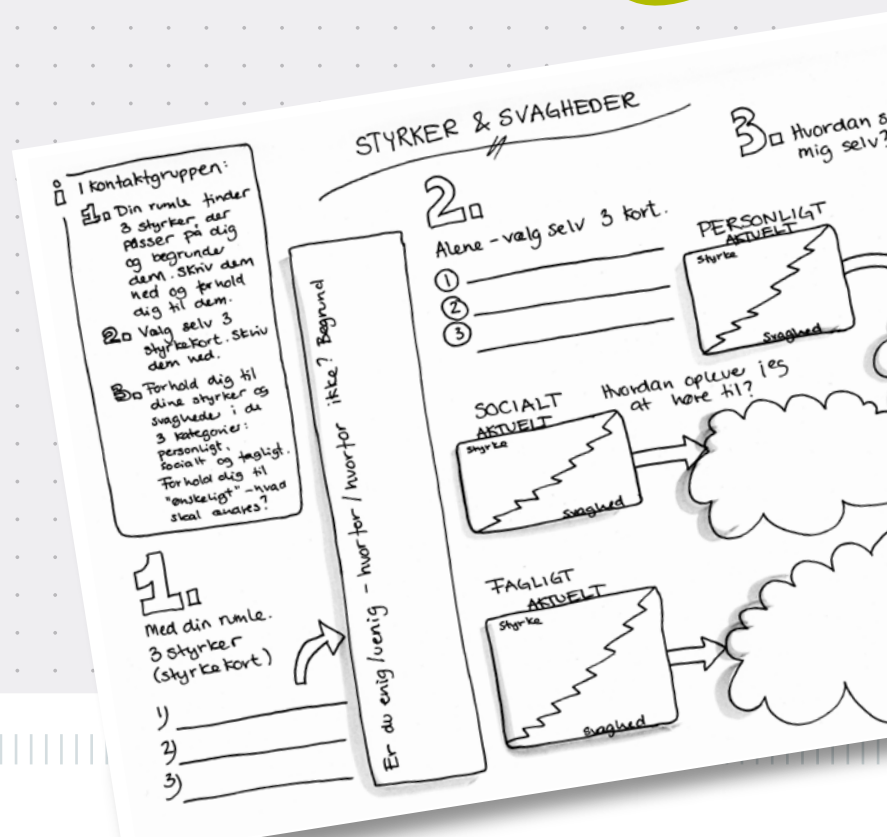 STYRKER & SVAGHEDER
i I kontaktgruppen:
1. Din rumle finder
3 styrker der
passer på dig
og begrunder
dem. Skriv dem
ned og forhold
dig til dem.
2. Vælg selv 3
styrkekort. Skriv
dem ned.
3. Forhold dig til
dine styrker og
svagheder i de
3 kategorier:
personligt,
socialt og fagligt.
Forhold dig til
"ønskeligt" - hvad
skal ændres?
1.
Med din rumle.
3 styrker
(styrkekort)
1)
2)
3)
Er du enig/uenig - hvorfor/hvorfor ikke? Begrund
2.
Alene - vælg selv 3 kort.
1
2
3
3. Hvordan
mig selv?
PERSONLIGT
AKTUELT
Styrke
Svaghed
SOCIALT
AKTUELT
Styrke
Svaghed
Hvordan oplever jeg
at høre til?
FAGLIGT
AKTUELT
Styrke
Svaghed